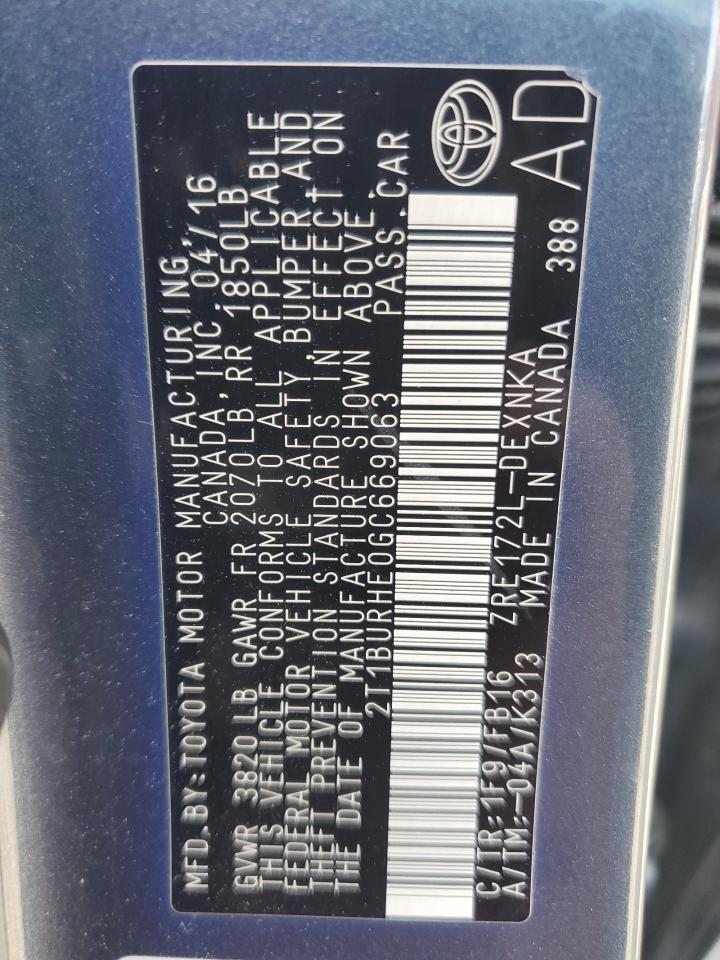 MFD.BY:TOYOTA MOTOR MANUFACTURING
CANADA,INC.04/16
GVWR 3820LB GAWR FR 2070LB,RR 1850LB
THIS VEHICLE CONFORMS TO ALL APPLICABLE
FEDERAL MOTOR VEHICLE SAFETY,BUMPER AND
THEFT PREVENTION STANDARDS IN EFFECT ON
THE DATE OF MANUFACTURE SHOWN ABOVE.
2T1BURHE0GC669063 PASS.CAR
C/TR:1F9/FB16 ZRE172L-DEXNKA
A/TM:-04A/K313 MADE IN CANADA 388
AD